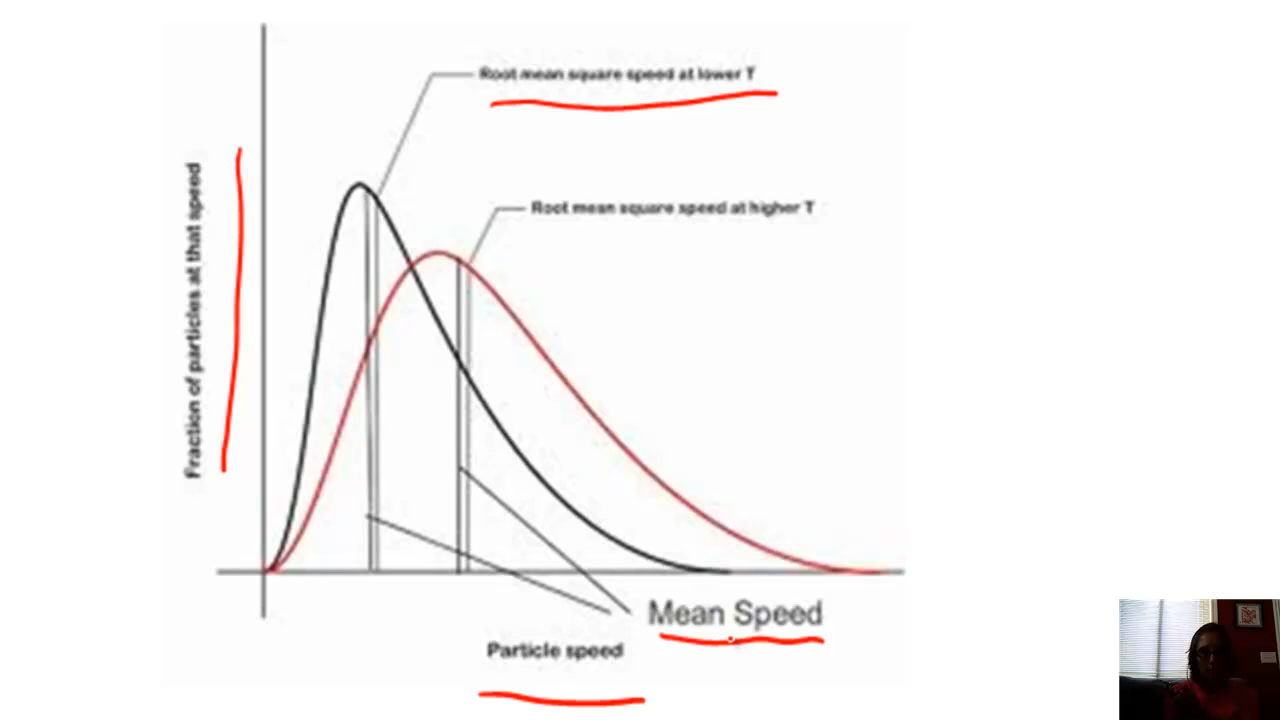 Root mean square speed at lower T
Root mean square speed at higher T
Fraction of particles at that speed
Mean Speed
Particle speed